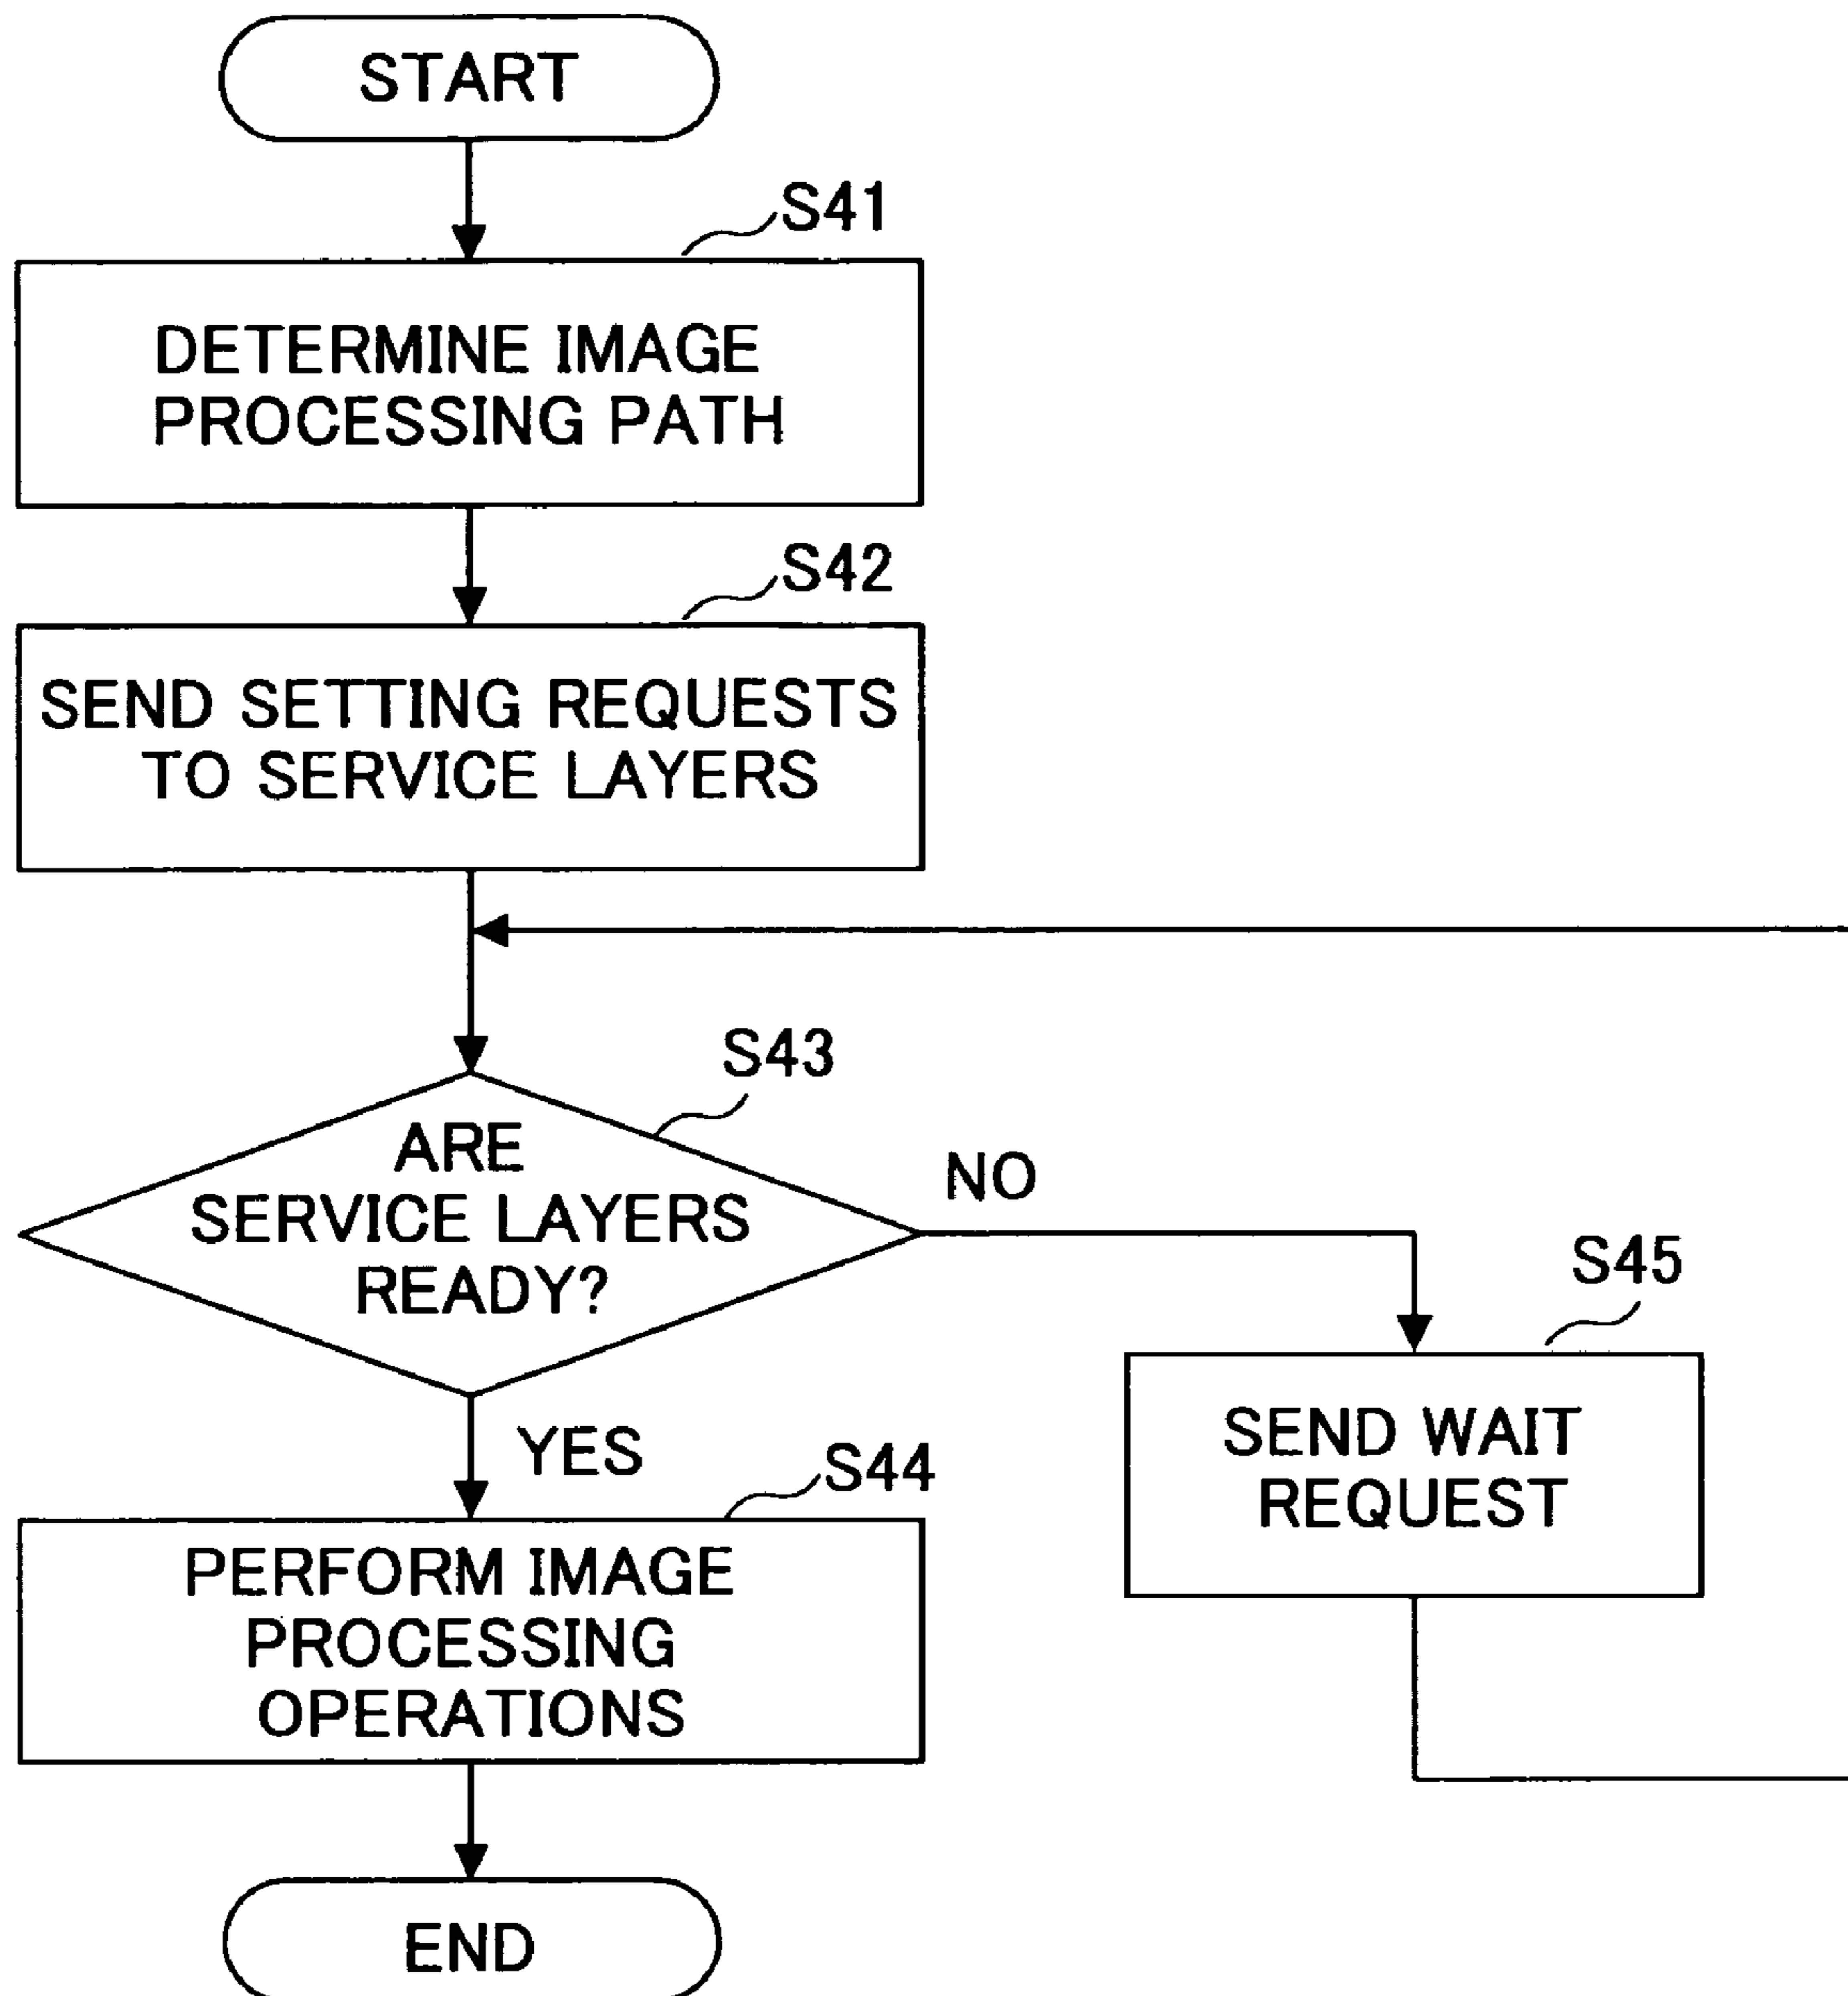 START
S41
DETERMINE IMAGE
PROCESSING PATH
S42
SEND SETTING REQUESTS
TO SERVICE LAYERS
S43
ARE
SERVICE LAYERS
READY?
NO
S45
SEND WAIT
REQUEST
YES
S44
PERFORM IMAGE
PROCESSING
OPERATIONS
END